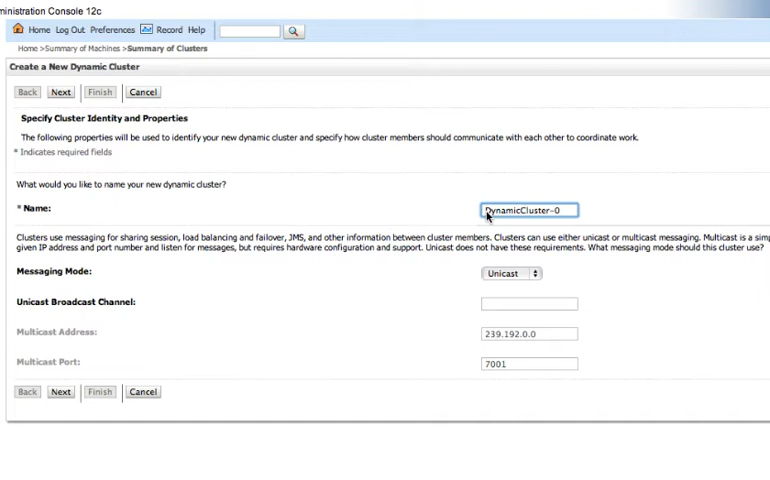 ministration Console 12c
Home Log Out Preferences Record Help
Home >Summary of Machines >Summary of Clusters
Create a New Dynamic Cluster
Back Next Finish Cancel
Specify Cluster Identity and Properties
The following properties will be used to identify your new dynamic cluster and specify how cluster members should communicate with each other to coordinate work.
* Indicates required fields
What would you like to name your new dynamic cluster?
* Name: DynamicCluster-0
Clusters use messaging for sharing session, load balancing and failover, JMS, and other information between cluster members. Clusters can use either unicast or multicast messaging. Multicast is a simp
given IP address and port number and listen for messages, but requires hardware configuration and support. Unicast does not have these requirements. What messaging mode should this cluster use?
Messaging Mode: Unicast
Unicast Broadcast Channel:
Multicast Address: 239.192.0.0
Multicast Port: 7001
Back Next Finish Cancel